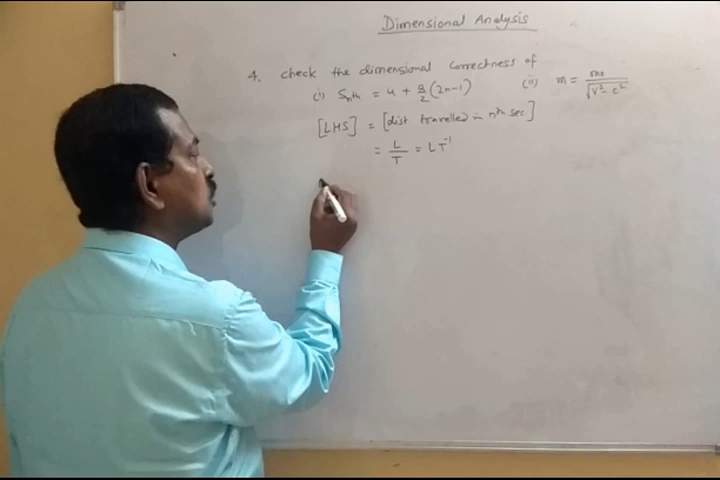 Dimensional Analysis
4. Check the dimensional Correctness of
(i) Snth = u + a/2 (2n-1) (ii) m = mo / √v²-c²
[LHS] = [dist travelled in nth sec]
= L/T = LT⁻¹